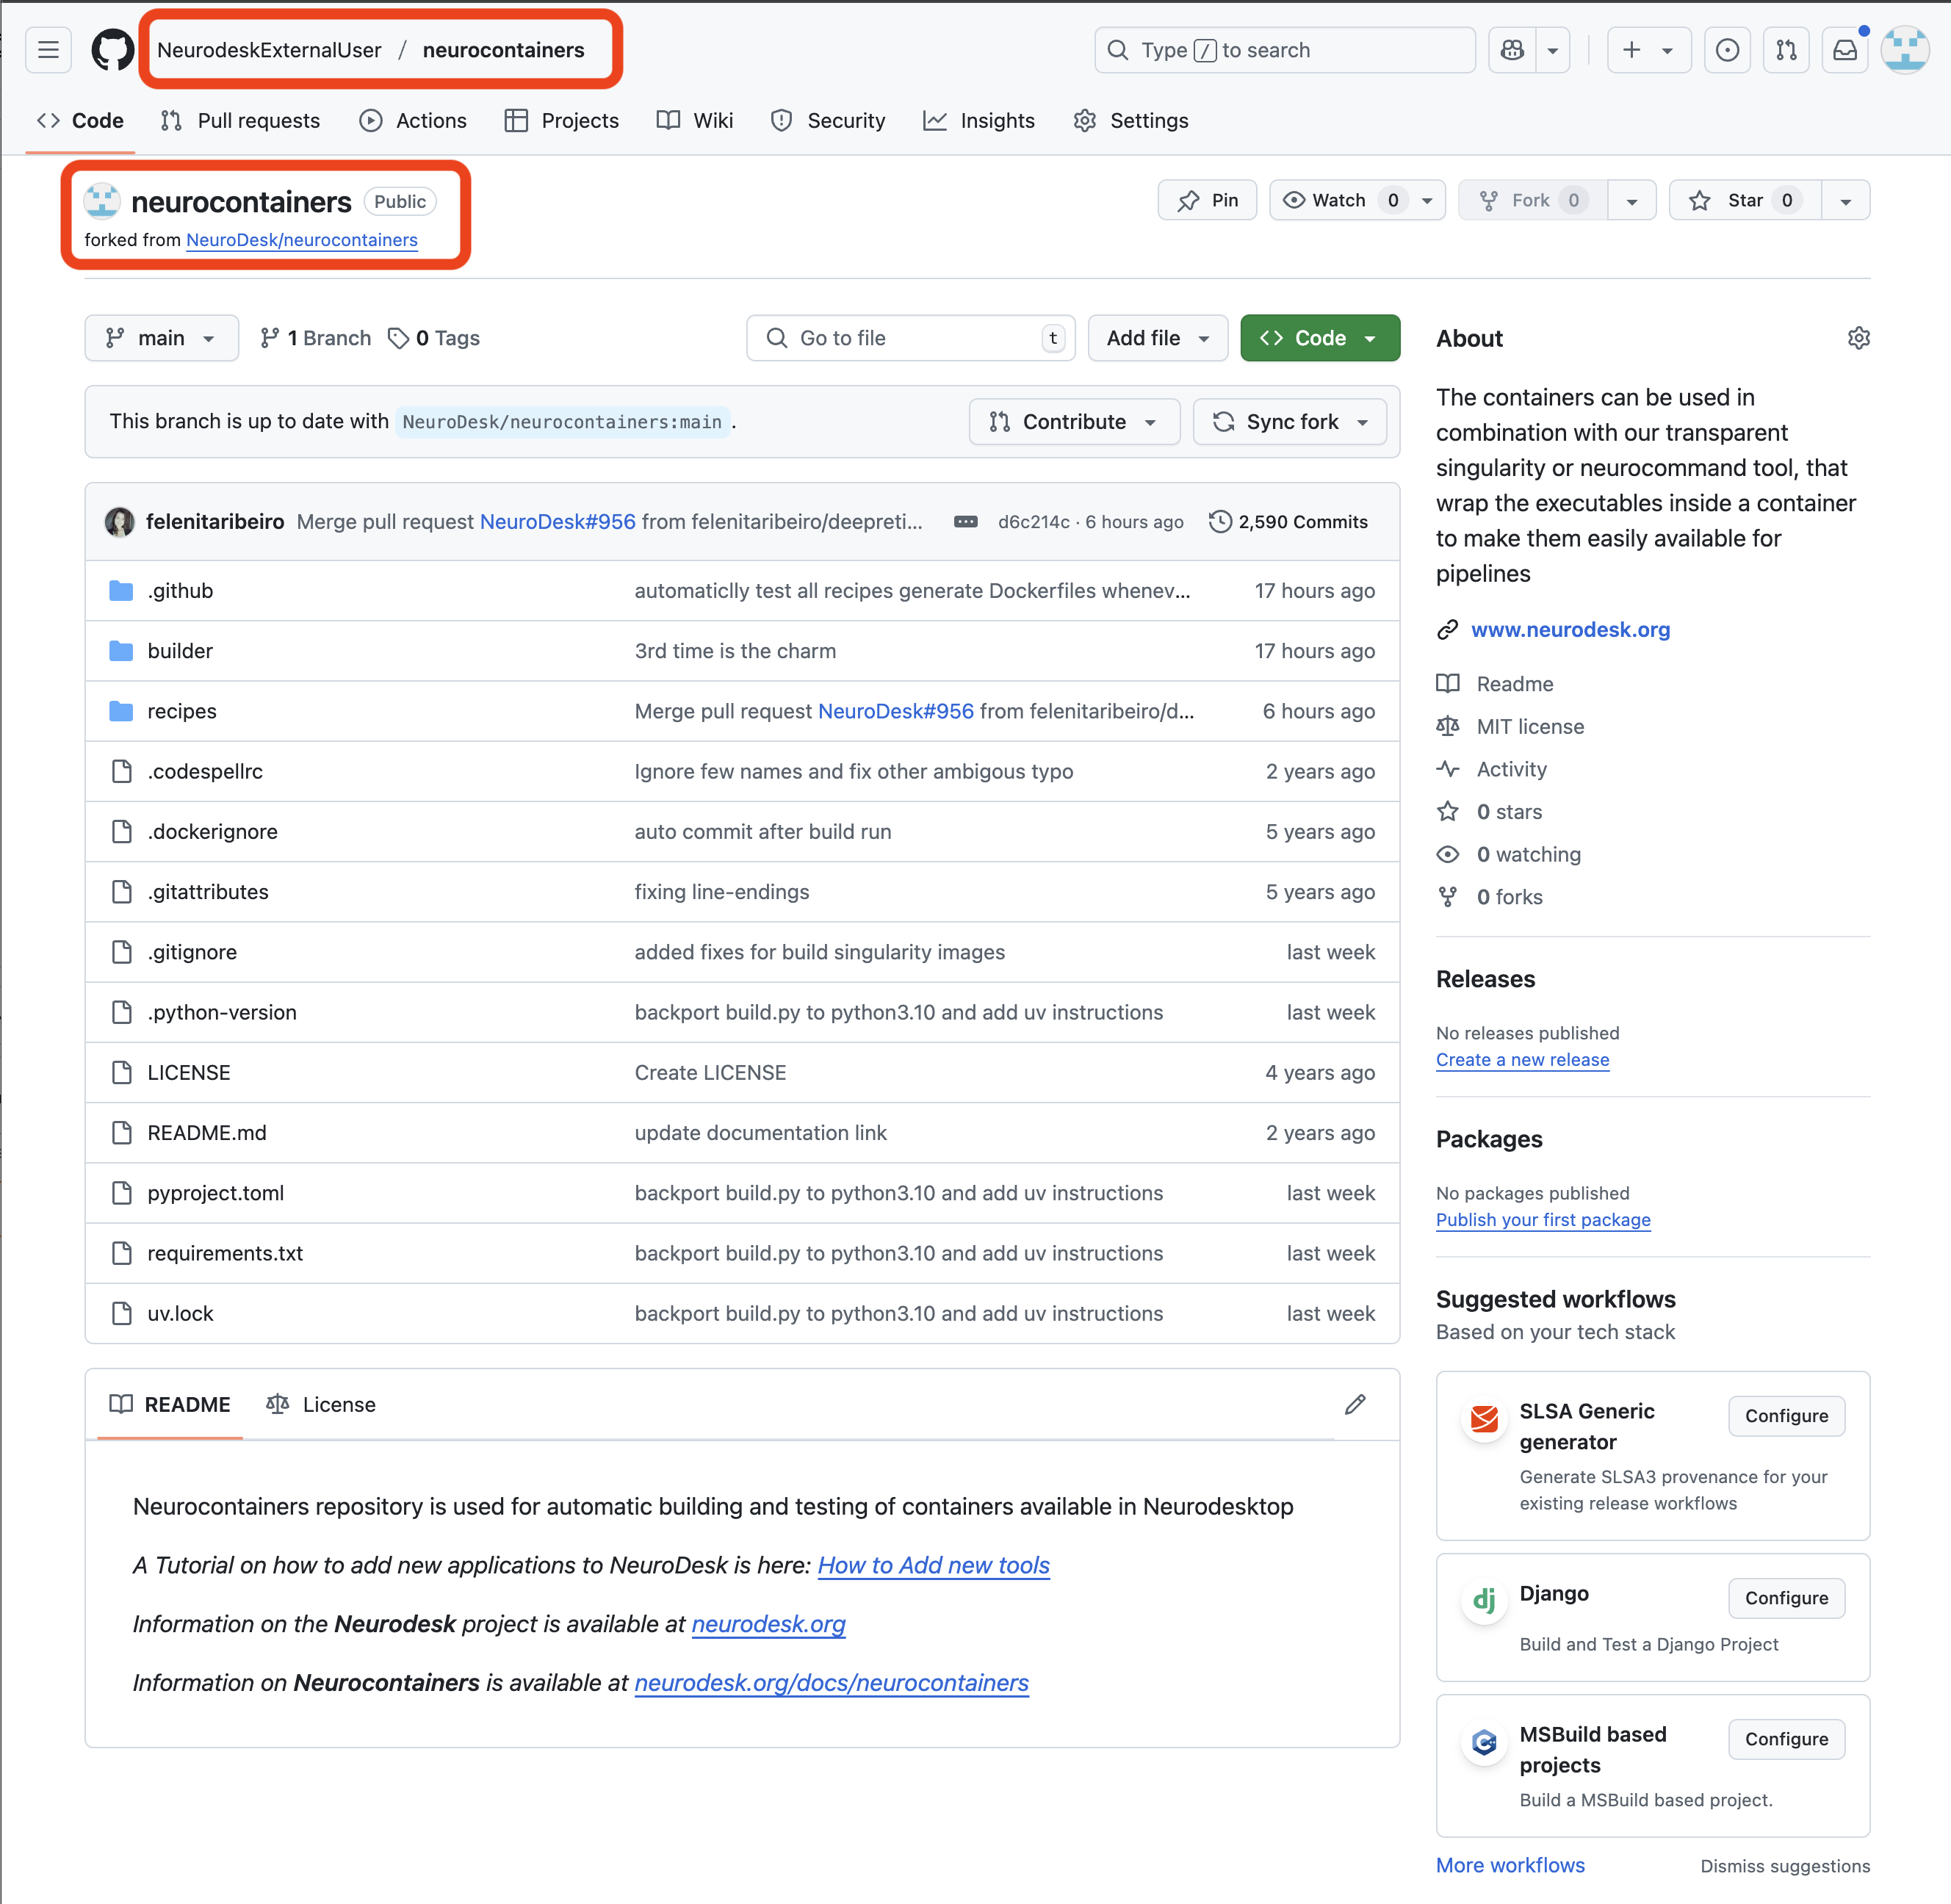 NeurodeskExternalUser / neurocontainers
Type / to search
Code
Pull requests
Actions
Projects
Wiki
Security
Insights
Settings
neurocontainers Public
forked from NeuroDesk/neurocontainers
Pin
Watch 0
Fork 0
Star 0
main
1 Branch
0 Tags
Go to file t
Add file
Code
This branch is up to date with NeuroDesk/neurocontainers:main .
Contribute
Sync fork
felenitaribeiro Merge pull request NeuroDesk#956 from felenitaribeiro/deepreti... d6c214c · 6 hours ago 2,590 Commits
.github automaticlly test all recipes generate Dockerfiles whenev... 17 hours ago
builder 3rd time is the charm 17 hours ago
recipes Merge pull request NeuroDesk#956 from felenitaribeiro/d... 6 hours ago
.codespellrc Ignore few names and fix other ambigous typo 2 years ago
.dockerignore auto commit after build run 5 years ago
.gitattributes fixing line-endings 5 years ago
.gitignore added fixes for build singularity images last week
.python-version backport build.py to python3.10 and add uv instructions last week
LICENSE Create LICENSE 4 years ago
README.md update documentation link 2 years ago
pyproject.toml backport build.py to python3.10 and add uv instructions last week
requirements.txt backport build.py to python3.10 and add uv instructions last week
uv.lock backport build.py to python3.10 and add uv instructions last week
README
License
Neurocontainers repository is used for automatic building and testing of containers available in Neurodesktop
A Tutorial on how to add new applications to NeuroDesk is here: How to Add new tools
Information on the Neurodesk project is available at neurodesk.org
Information on Neurocontainers is available at neurodesk.org/docs/neurocontainers
About
The containers can be used in
combination with our transparent
singularity or neurocommand tool, that
wrap the executables inside a container
to make them easily available for
pipelines
www.neurodesk.org
Readme
MIT license
Activity
0 stars
0 watching
0 forks
Releases
No releases published
Create a new release
Packages
No packages published
Publish your first package
Suggested workflows
Based on your tech stack
SLSA Generic
generator
Configure
Generate SLSA3 provenance for your
existing release workflows
dj
Django
Configure
Build and Test a Django Project
MSBuild based
projects
Configure
Build a MSBuild based project.
More workflows
Dismiss suggestions